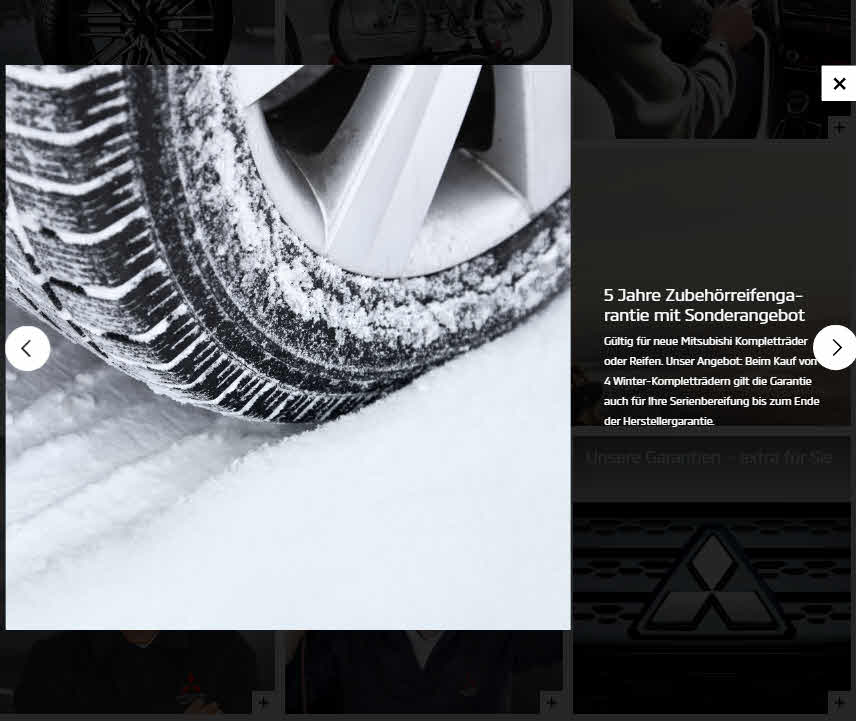 5 Jahre Zubehörreifenga-
rantie mit Sonderangebot
Gültig für neue Mitsubishi Kompletträder
oder Reifen. Unser Angebot: Beim Kauf von
4 Winter-Kompletträdern gilt die Garantie
auch für Ihre Serienbereifung bis zum Ende
der Herstellergarantie.
Unsere Garantien – extra für Sie